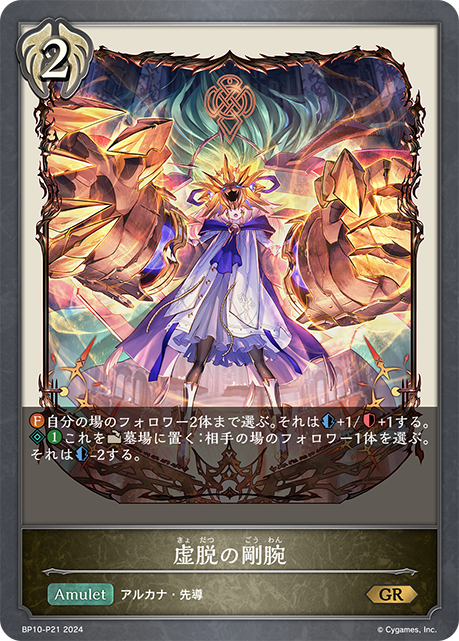 2
F 自分の場のフォロワー2体まで選ぶ。それは+1/+1する。
1 これを墓場に置く:相手の場のフォロワー1体を選ぶ。
それは-2する。
きょ だつ ごう わん
虚脱の剛腕
Amulet アルカナ・先導 GR
BP10-P21 2024 © Cygames, Inc.